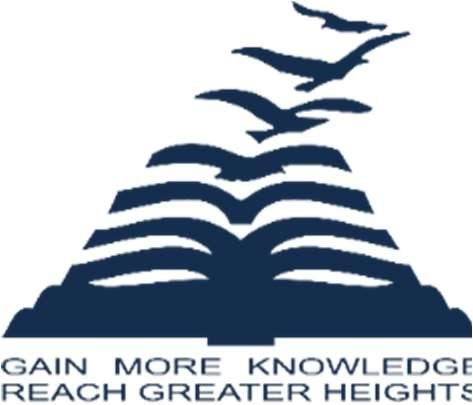 GAIN MORE KNOWLEDGE
REACH GREATER HEIGHTS